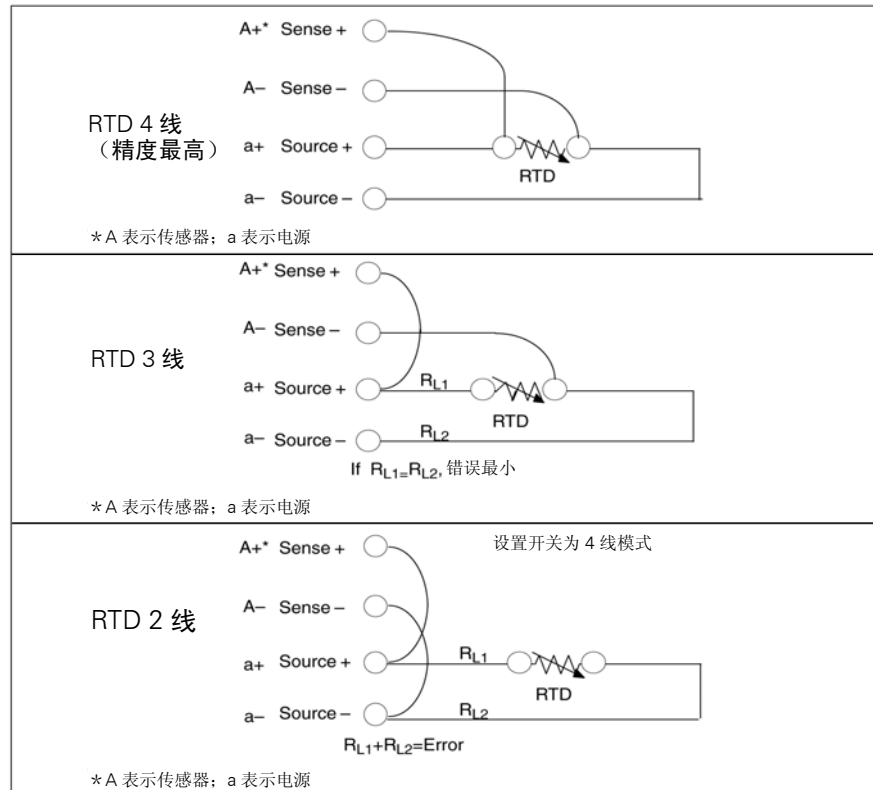 A+* Sense +
A– Sense –
RTD 4 线
（精度最高） a+ Source +
RTD
a– Source –
*A 表示传感器；a 表示电源
A+* Sense +
A– Sense –
RTD 3 线
a+ Source + RL1
RTD
a– Source – RL2
If RL1=RL2, 错误最小
*A 表示传感器；a 表示电源
A+* Sense + 设置开关为 4 线模式
A– Sense –
RTD 2 线
a+ Source + RL1
RTD
a– Source – RL2
RL1+RL2=Error
*A 表示传感器；a 表示电源